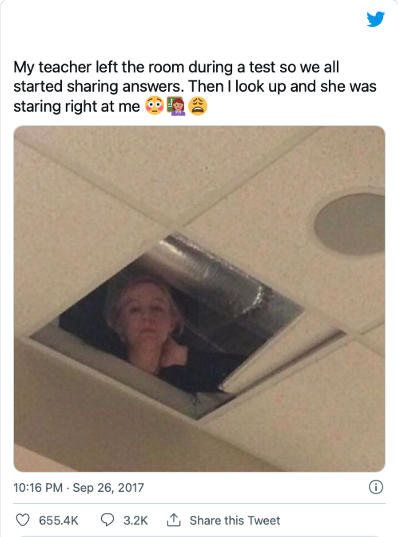 My teacher left the room during a test so we all
started sharing answers. Then I look up and she was
staring right at me 😳👩🏼‍🏫😩
10:16 PM · Sep 26, 2017
655.4K 3.2K Share this Tweet